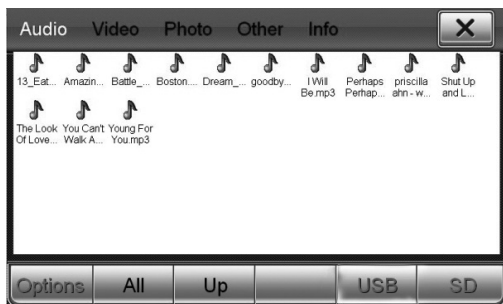 Audio Video Photo Other Info X
13_Eat... Amazin... Battle_... Boston.... Dream_... goodby... I Will Perhaps priscilla Shut Up
Be.mp3 Perhap... ahn - w... and L...
The Look You Can't Young For
Of Love... Walk A... You.mp3
Options All Up USB SD